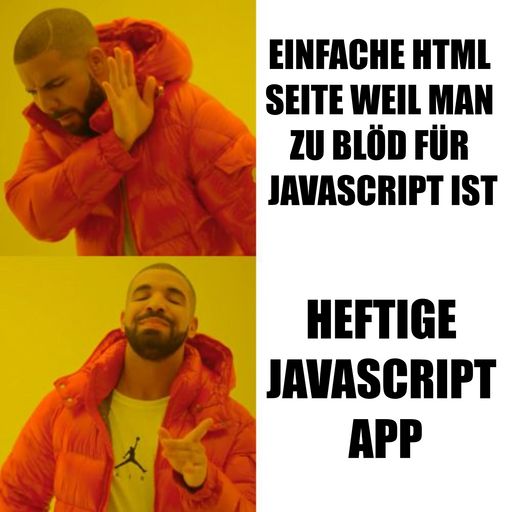 EINFACHE HTML
SEITE WEIL MAN
ZU BLÖD FÜR
JAVASCRIPT IST
HEFTIGE
JAVASCRIPT
APP